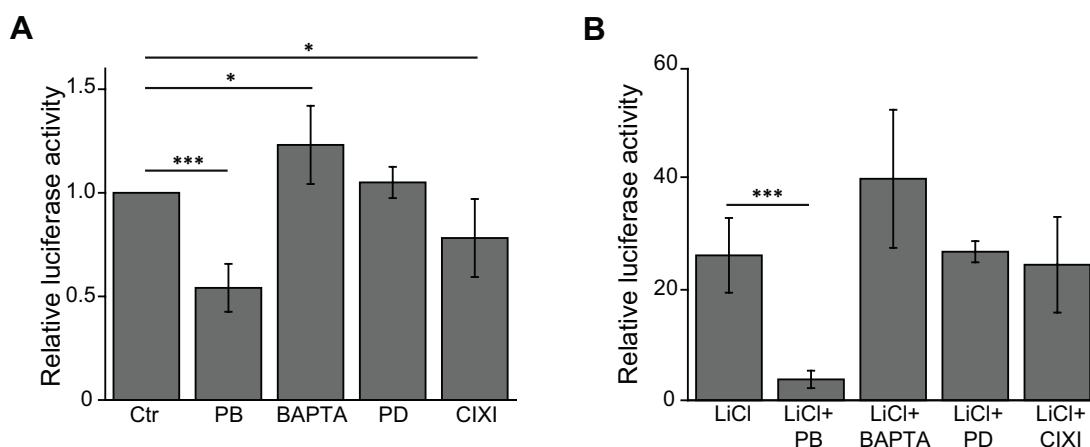 A
Relative luciferase activity
1.5
1.0
0.5
0
*
*
***
Ctr PB BAPTA PD CIXI
B
Relative luciferase activity
60
40
20
0
***
LiCl LiCl+ LiCl+ LiCl+ LiCl+
PB BAPTA PD CIXI